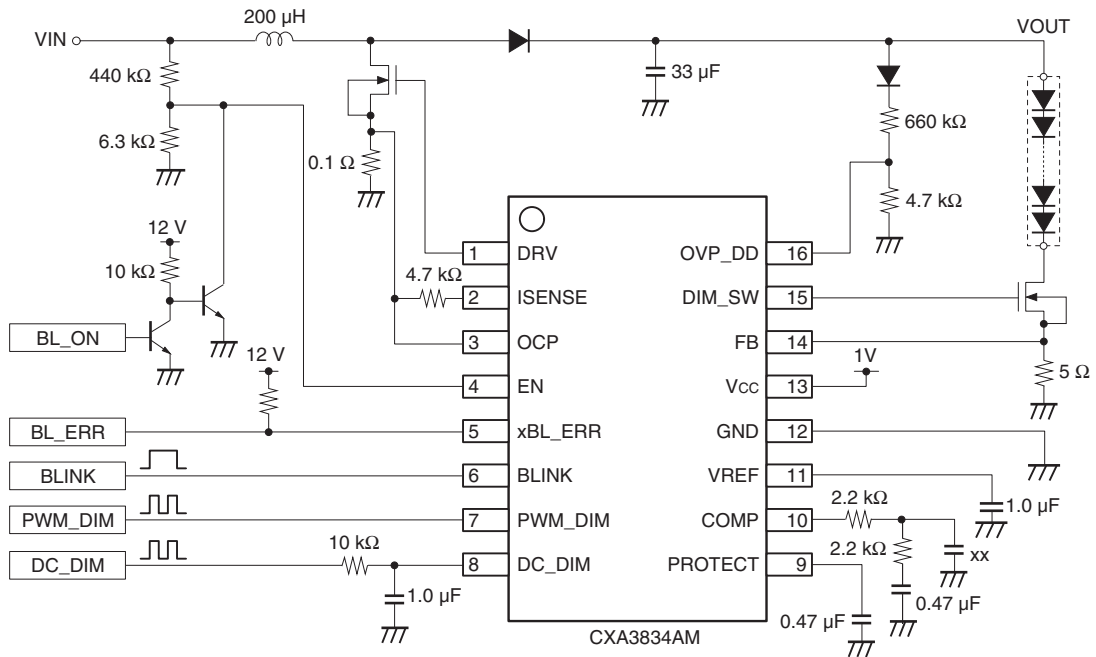 200 µH
VIN
VOUT
440 kΩ
33 µF
6.3 kΩ
660 kΩ
0.1 Ω
4.7 kΩ
12 V
10 kΩ
1 DRV
OVP_DD 16
4.7 kΩ
2 ISENSE
DIM_SW 15
BL_ON
3 OCP
FB 14
12 V
1V
4 EN
VCC 13
5 Ω
BL_ERR
5 xBL_ERR
GND 12
BLINK
6 BLINK
VREF 11
2.2 kΩ
1.0 µF
PWM_DIM
7 PWM_DIM
COMP 10
10 kΩ
2.2 kΩ
xx
DC_DIM
8 DC_DIM
PROTECT 9
1.0 µF
0.47 µF
0.47 µF
CXA3834AM